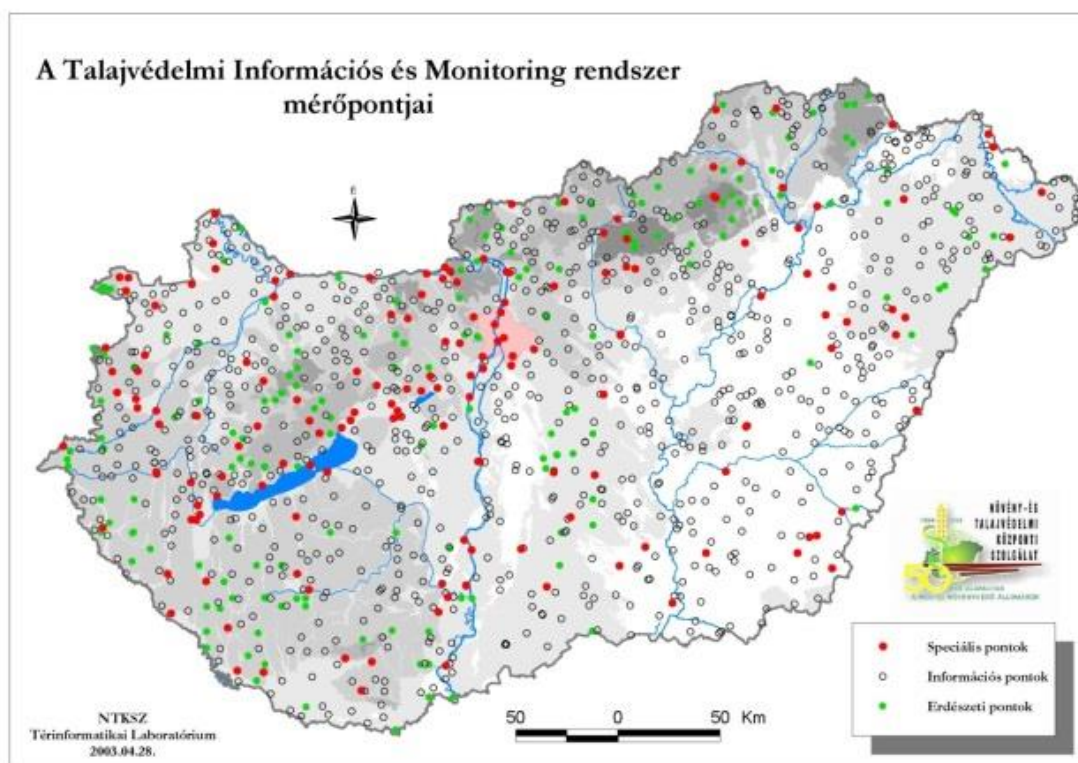 A Talajvédelmi Információs és Monitoring rendszer
mérőpontjai
É
NÖVÉNY-ÉS
TALAJVÉDELMI
KÖZPONTI
SZOLGÁLAT
Speciális pontok
Információs pontok
Erdészeti pontok
50 0 50 Km
NTKSZ
Térinformatikai Laboratórium
2003.04.28.